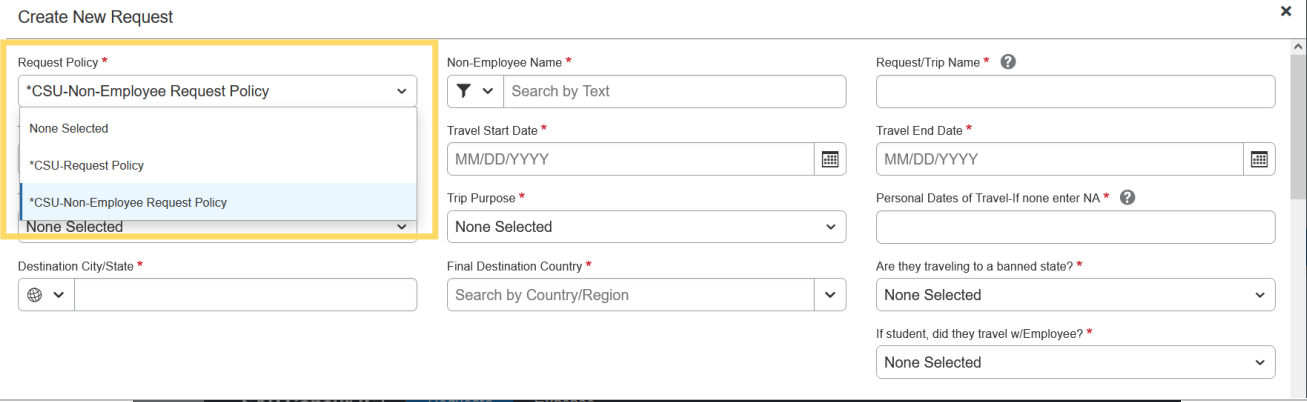 Create New Request
Request Policy *
Non-Employee Name *
Request/Trip Name *
*CSU-Non-Employee Request Policy
Search by Text
None Selected
*CSU-Request Policy
*CSU-Non-Employee Request Policy
Travel Start Date *
Travel End Date *
MM/DD/YYYY
MM/DD/YYYY
Trip Purpose *
Personal Dates of Travel-If none enter NA *
None Selected
None Selected
Destination City/State *
Final Destination Country *
Are they traveling to a banned state? *
Search by Country/Region
None Selected
If student, did they travel w/Employee? *
None Selected